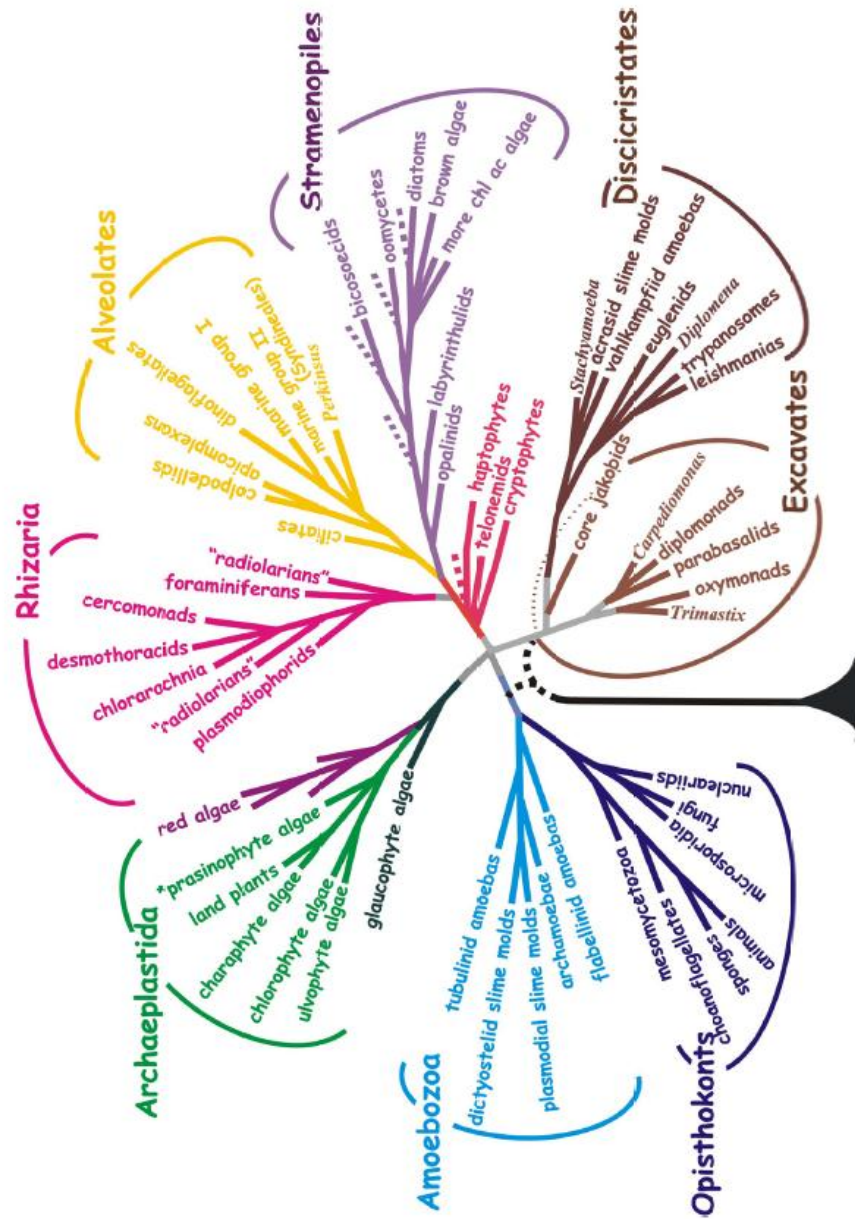 Archaeplastida
red algae
*prasinophyte algae
land plants
charaphyte algae
chlorophyte algae
ulvophyte algae
glaucophyte algae
Rhizaria
"radiolarians"
foraminiferans
cercomonads
desmothoracids
chlorarachnia
"radiolarians"
plasmodiophorids
Alveolates
dinoflagellates
apicomplexans
colpodellids
ciliates
marine group I
marine group II
(Syndineales)
Perkinsus
Stramenopiles
bicosoecids
oomycetes
diatoms
brown algae
more chl ac algae
labyrinthulids
opalinids
haptophytes
telonemids
cryptophytes
Discicristates
Stachyamoeba
acrasid slime molds
vahlkampfiid amoebas
euglenids
Diplomena
trypanosomes
leishmanias
Excavates
core jakobids
Carpediomonas
diplomonads
parabasalids
oxymonads
Trimastix
Amoebozoa
tubulinid amoebas
dictyostelid slime molds
plasmodial slime molds
archamoebae
flabellinid amoebas
Opisthokonts
nucleariids
fungi
microsporidia
animals
sponges
choanoflagellates
mesomycetozoa